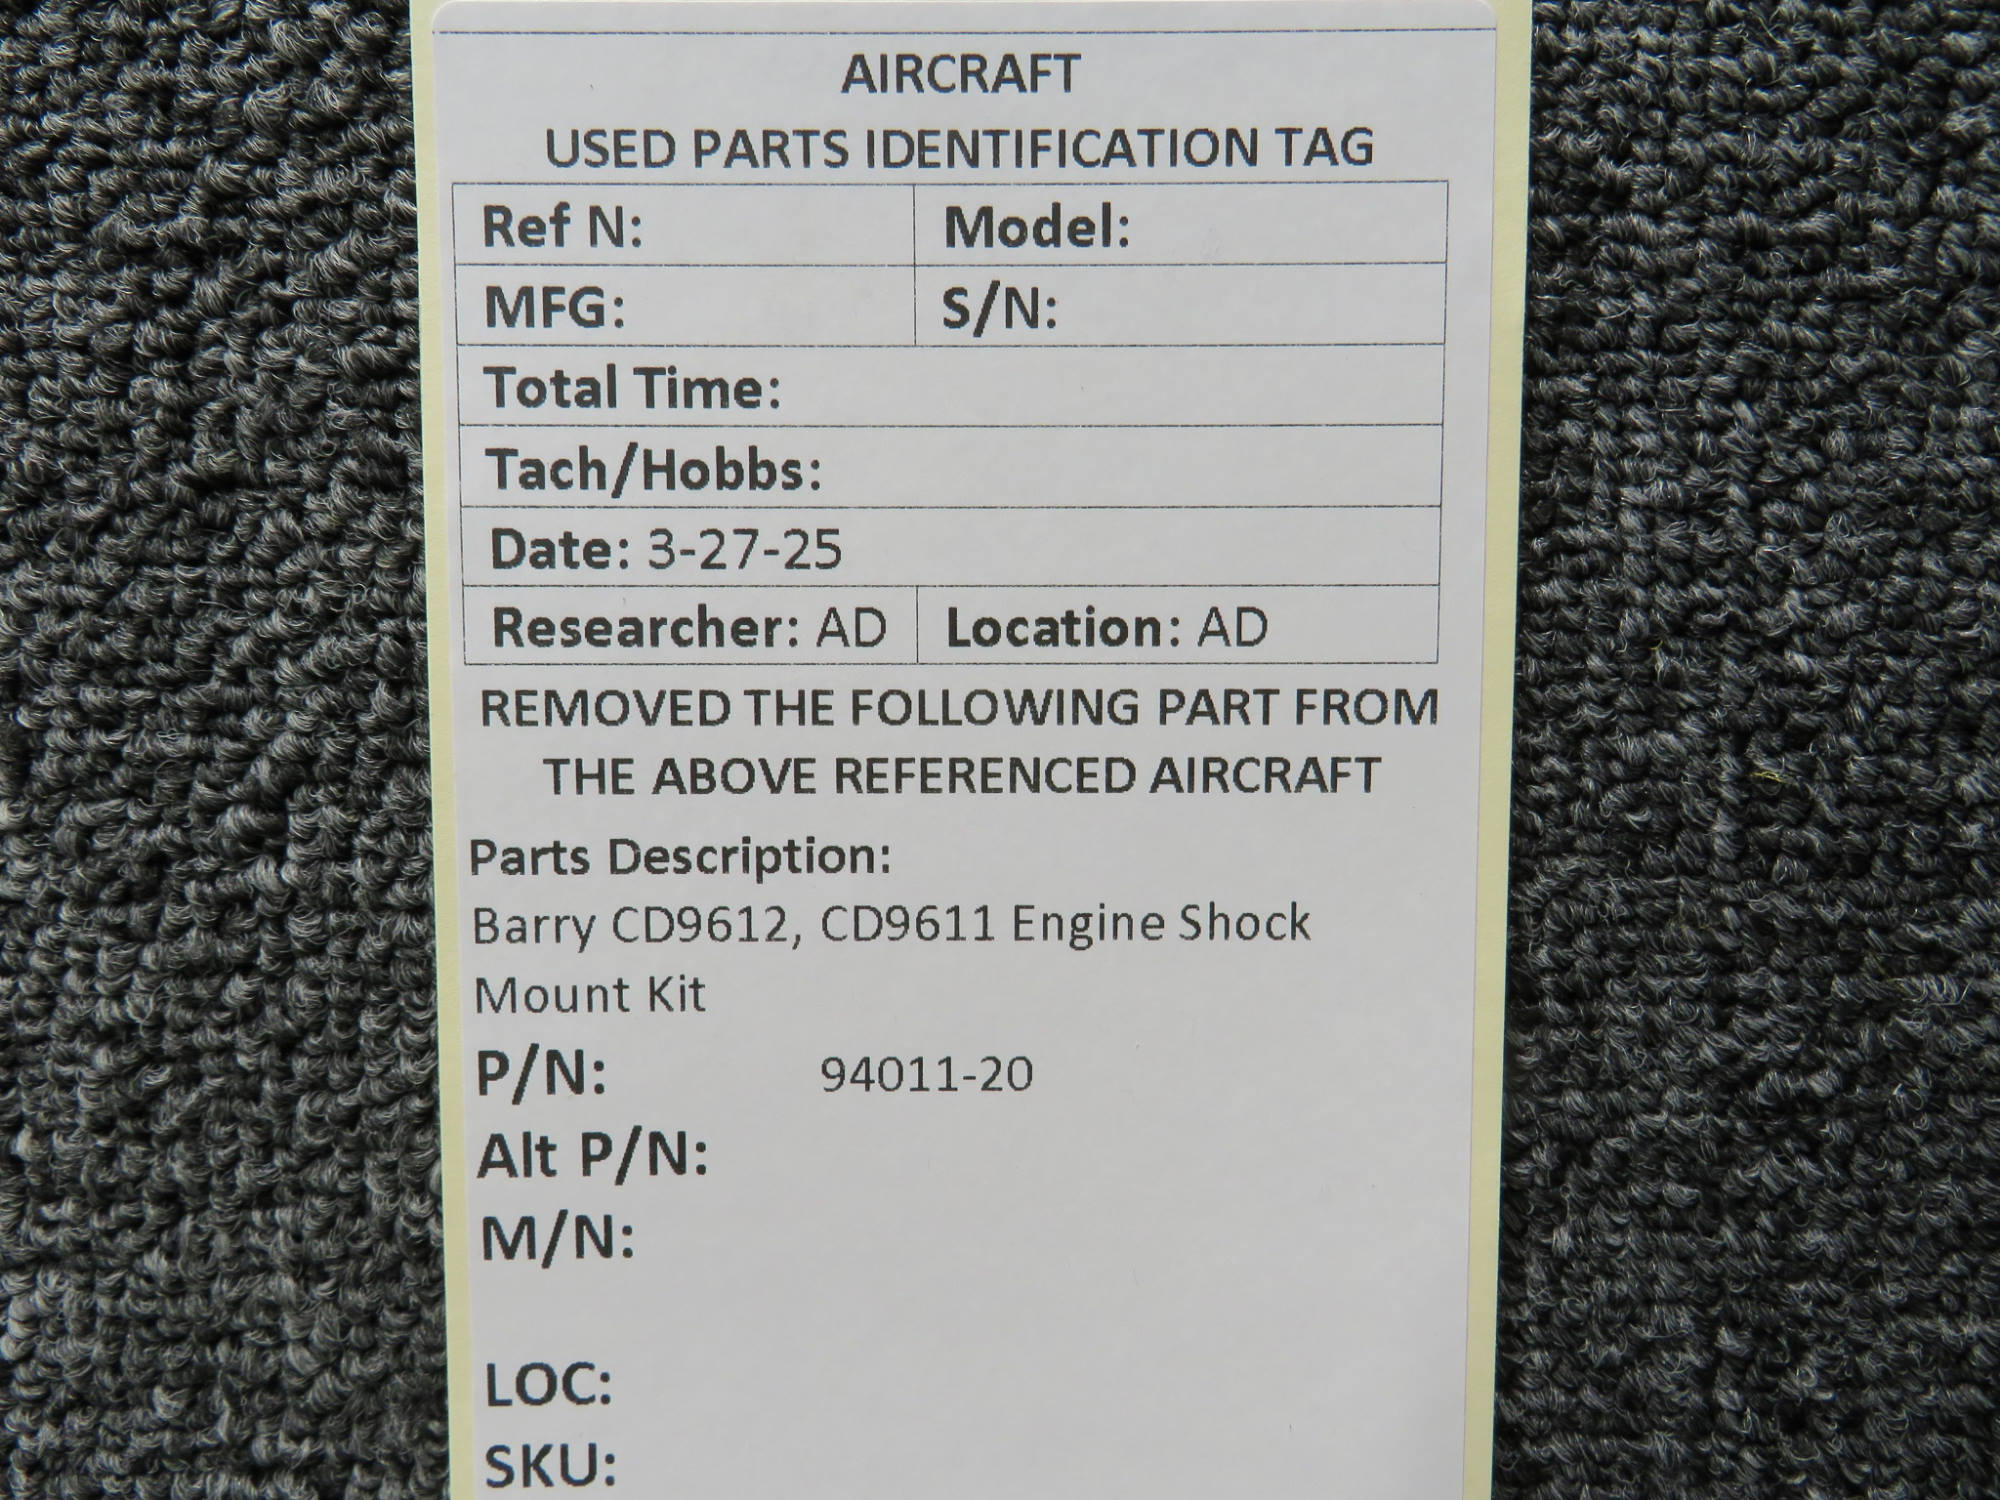 AIRCRAFT
USED PARTS IDENTIFICATION TAG
Ref N: Model:
MFG: S/N:
Total Time:
Tach/Hobbs:
Date: 3-27-25
Researcher: AD Location: AD
REMOVED THE FOLLOWING PART FROM
THE ABOVE REFERENCED AIRCRAFT
Parts Description:
Barry CD9612, CD9611 Engine Shock
Mount Kit
P/N: 94011-20
Alt P/N:
M/N:
LOC:
SKU: